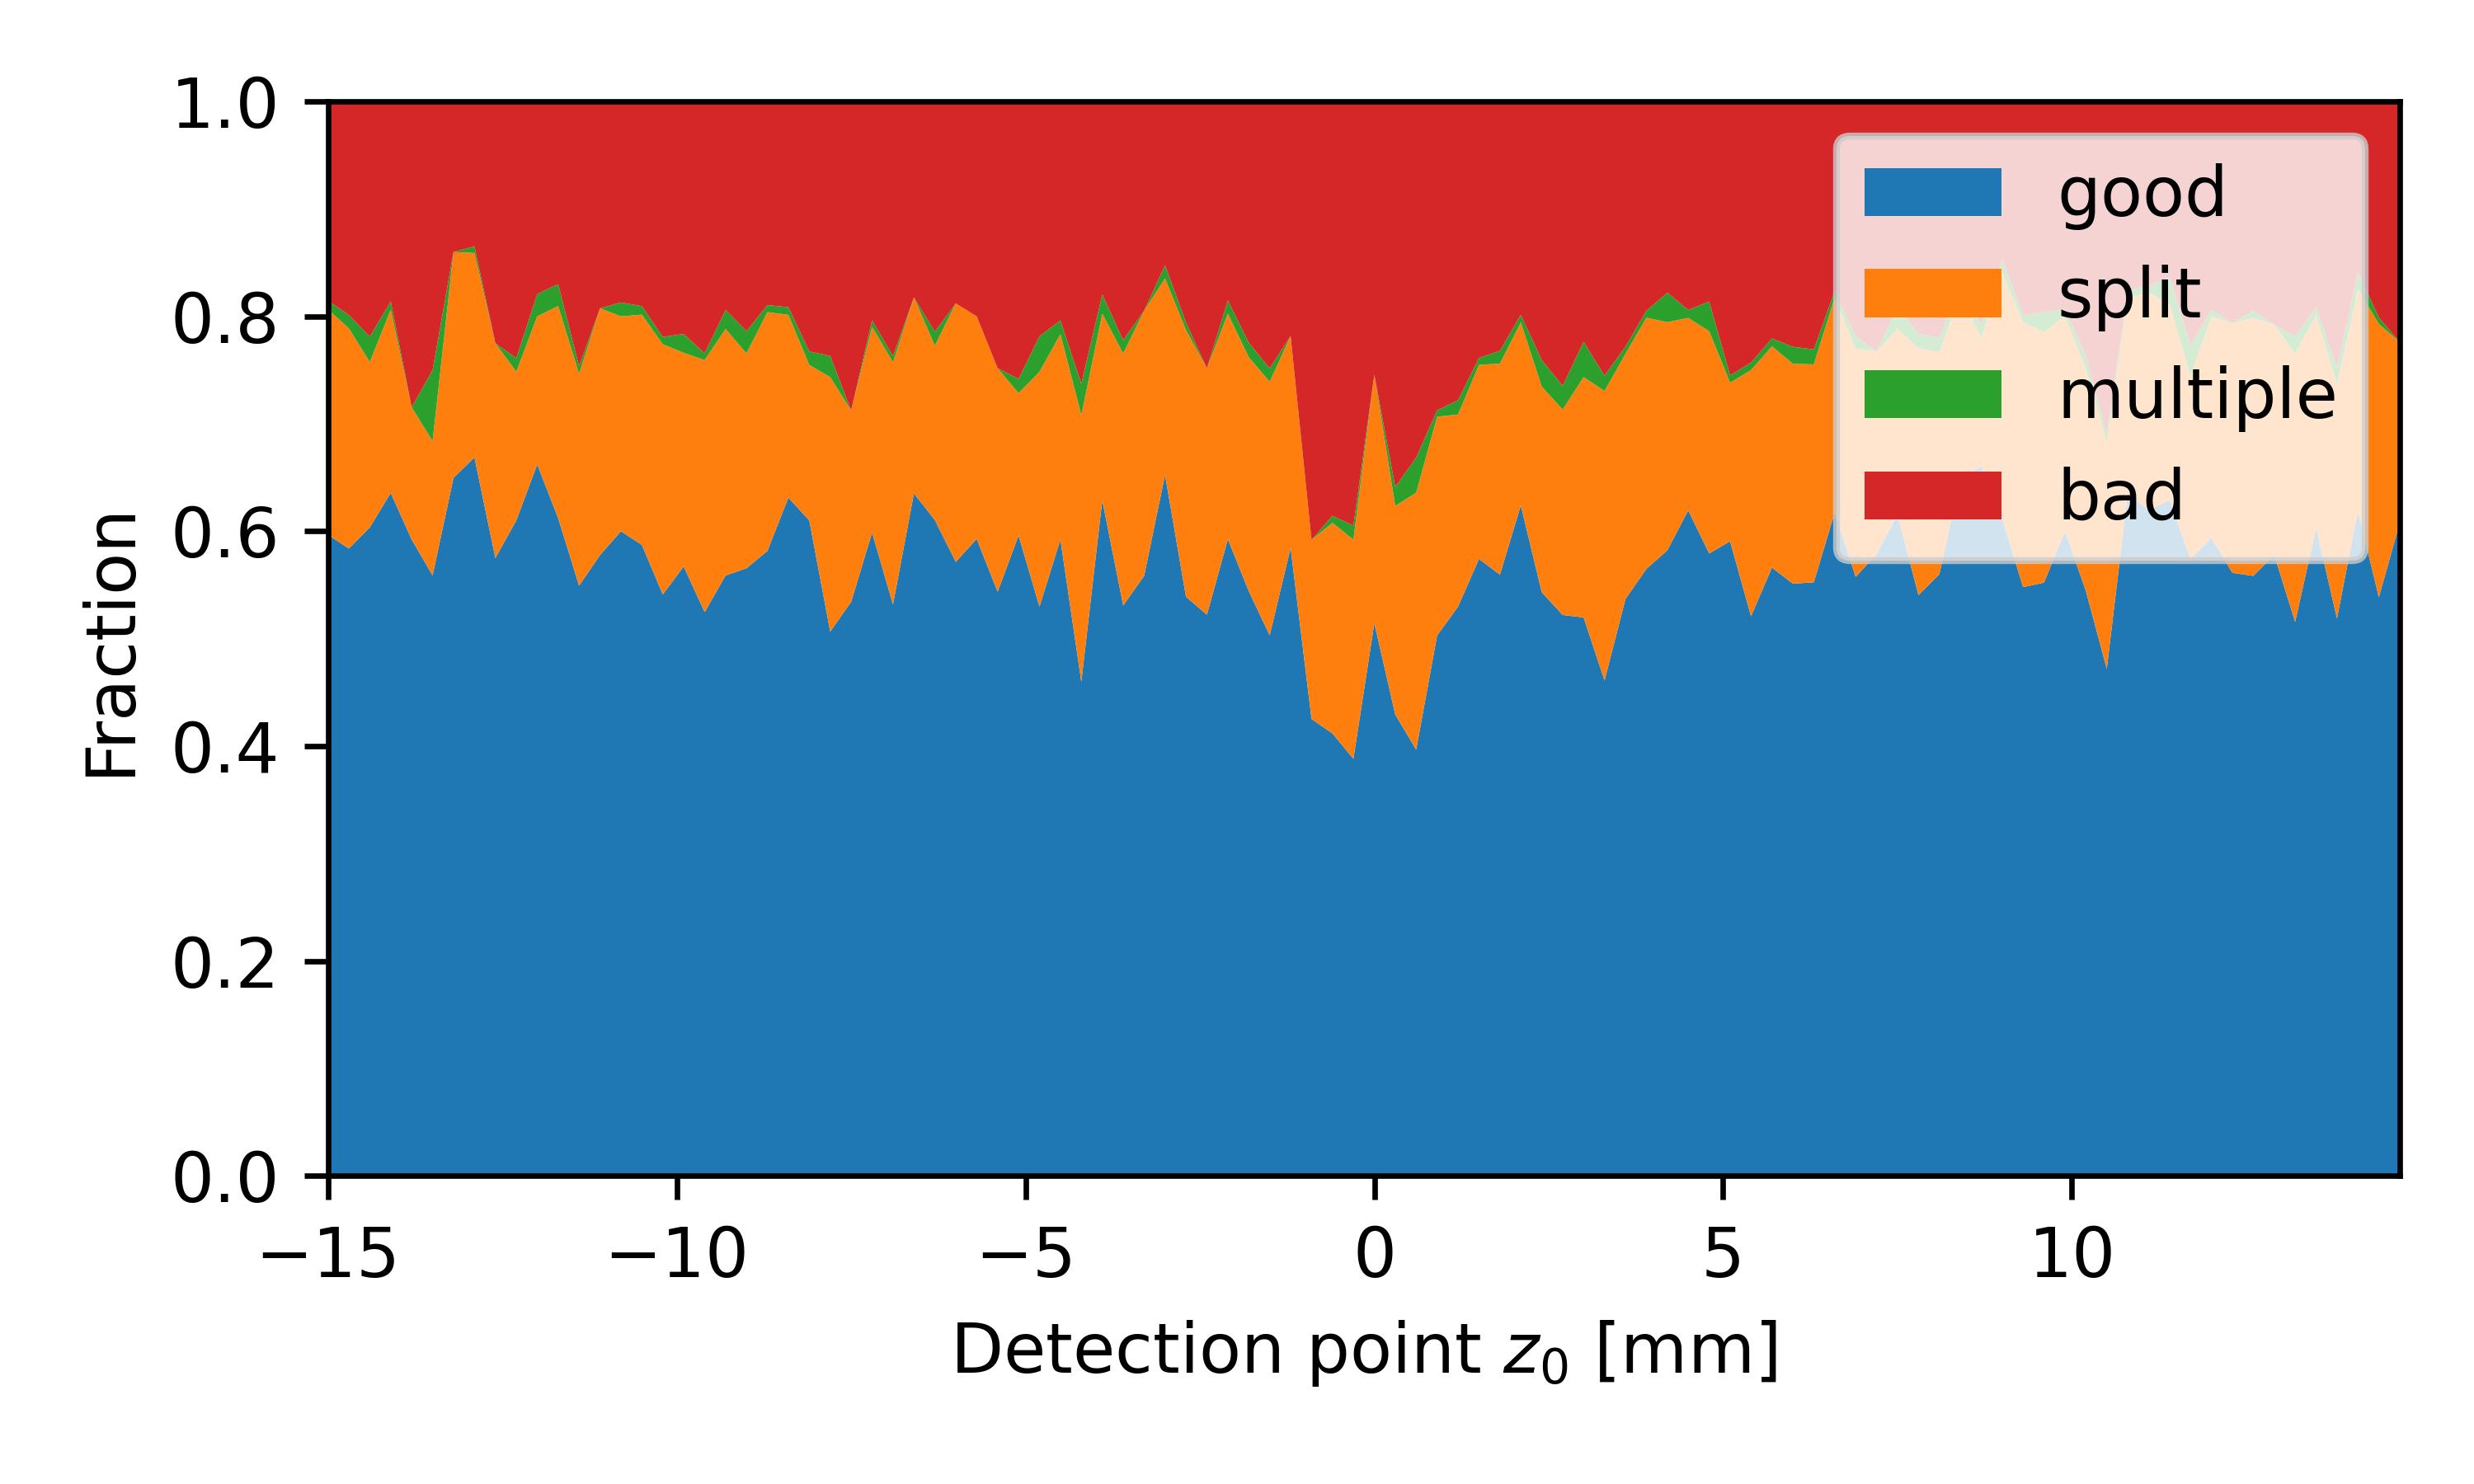 1.0
0.8
0.6
0.4
0.2
0.0
Fraction
good
split
multiple
bad
−15 −10 −5 0 5 10
Detection point z₀ [mm]